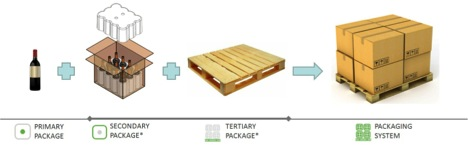 PRIMARY
PACKAGE
SECONDARY
PACKAGE*
TERTIARY
PACKAGE*
PACKAGING
SYSTEM